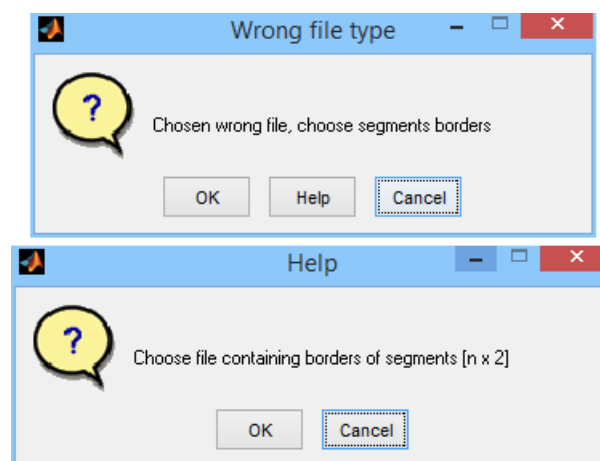 Wrong file type
?
Chosen wrong file, choose segments borders
OK Help Cancel
Help
?
Choose file containing borders of segments [n x 2]
OK Cancel